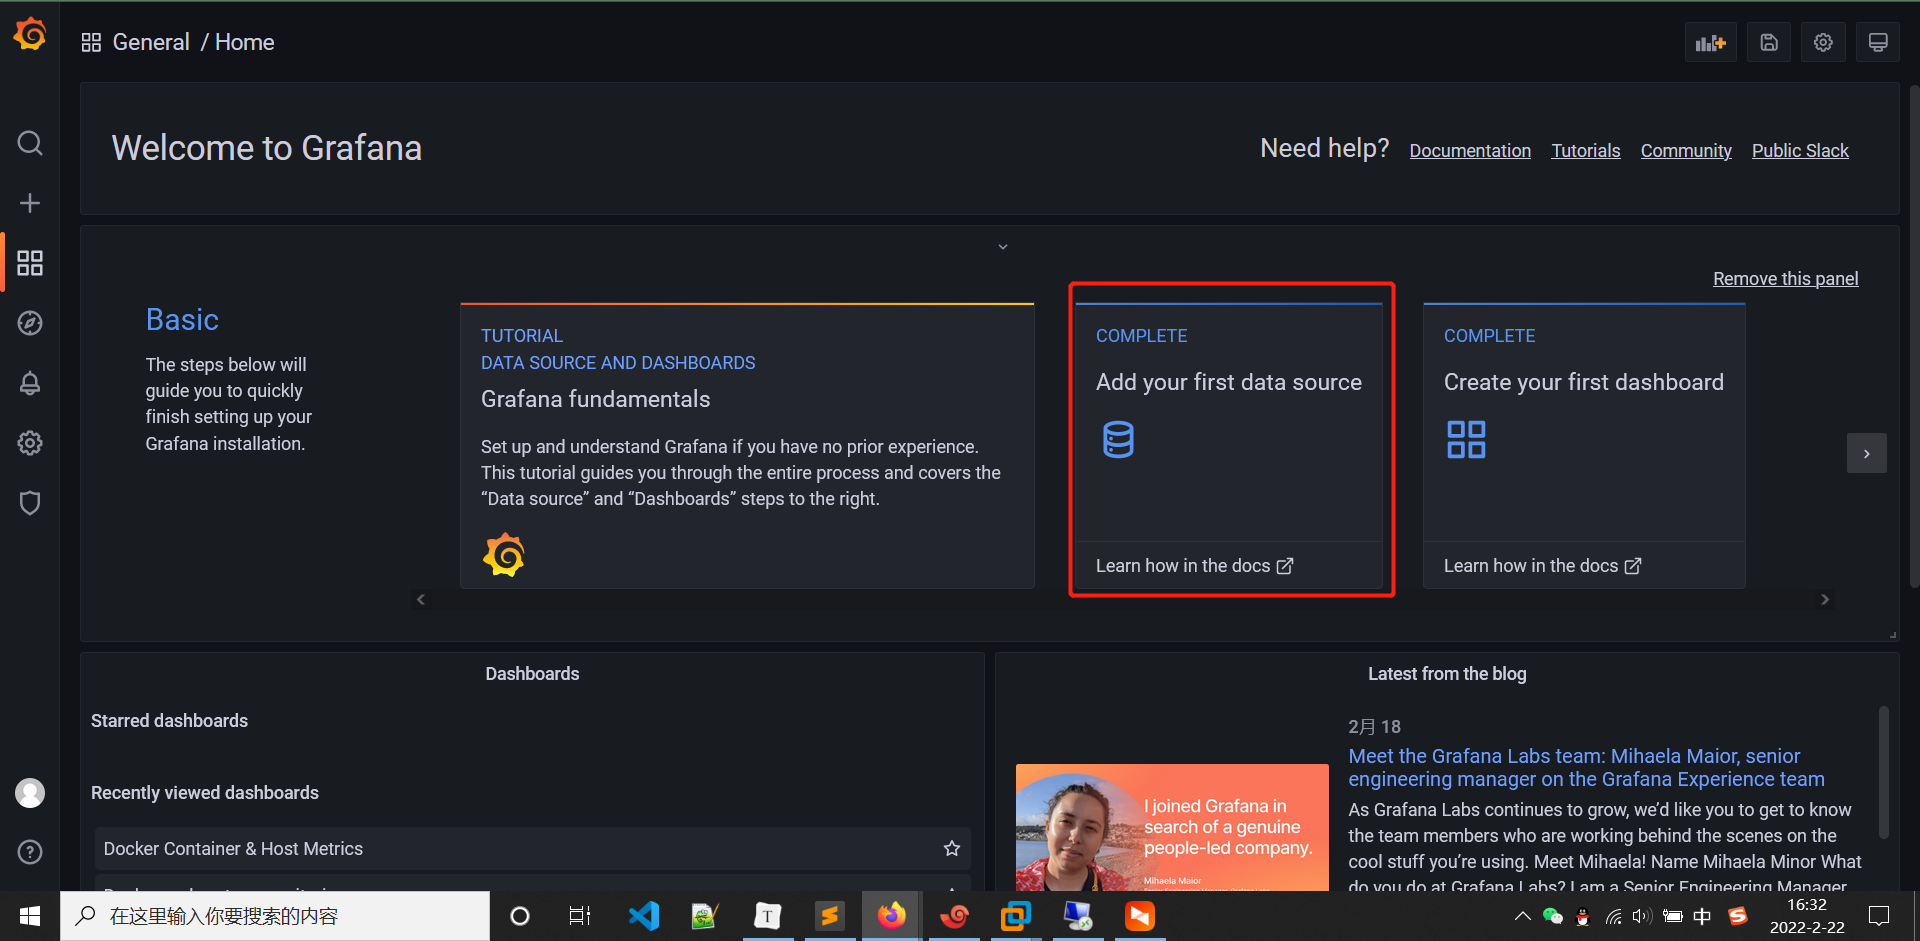 General / Home
Welcome to Grafana
Need help? Documentation Tutorials Community Public Slack
Remove this panel
Basic
The steps below will
guide you to quickly
finish setting up your
Grafana installation.
TUTORIAL
DATA SOURCE AND DASHBOARDS
Grafana fundamentals
Set up and understand Grafana if you have no prior experience.
This tutorial guides you through the entire process and covers the
“Data source” and “Dashboards” steps to the right.
COMPLETE
Add your first data source
Learn how in the docs
COMPLETE
Create your first dashboard
Learn how in the docs
Dashboards
Starred dashboards
Recently viewed dashboards
Docker Container & Host Metrics
Latest from the blog
2月 18
Meet the Grafana Labs team: Mihaela Maior, senior
engineering manager on the Grafana Experience team
As Grafana Labs continues to grow, we’d like you to get to know
the team members who are working behind the scenes on the
cool stuff you’re using. Meet Mihaela! Name Mihaela Minor What
do you do at Grafana Labs? I am a Senior Engineering Manager
I joined Grafana in
search of a genuine
people-led company.
Mihaela Maior
在这里输入你要搜索的内容
T
中
16:32
2022-2-22